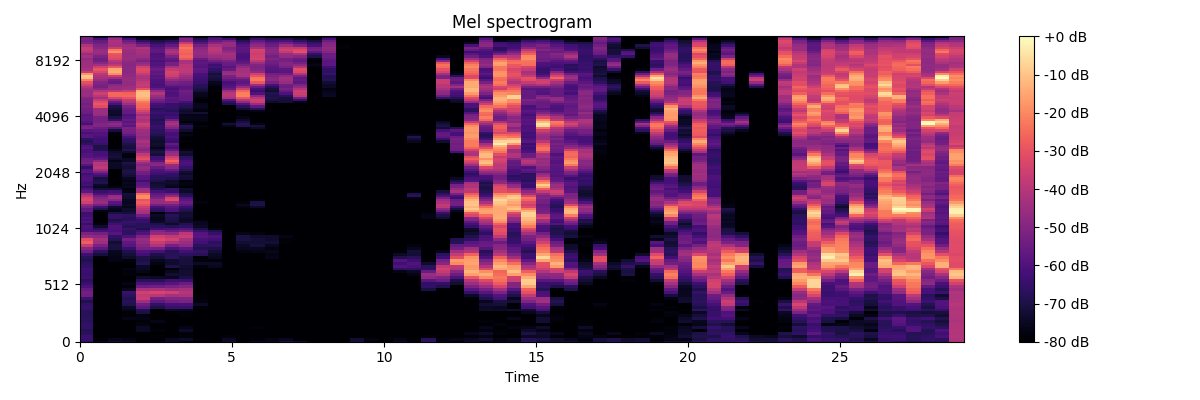 Mel spectrogram
8192
4096
2048
1024
512
0
Hz
0 5 10 15 20 25
Time
+0 dB
-10 dB
-20 dB
-30 dB
-40 dB
-50 dB
-60 dB
-70 dB
-80 dB